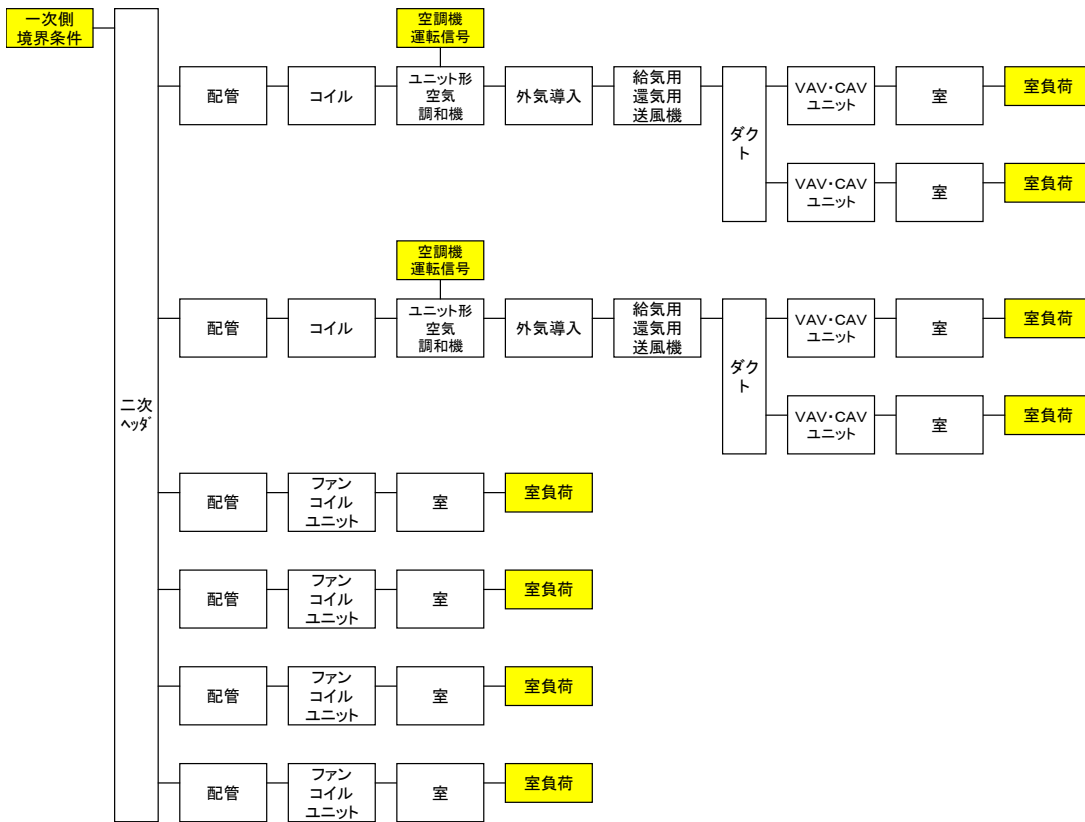 一次側
境界条件
二次
ﾍｯﾀﾞ
空調機
運転信号
配管
コイル
ユニット形
空気
調和機
外気導入
給気用
還気用
送風機
ダク
ト
VAV・CAV
ユニット
室
室負荷
VAV・CAV
ユニット
室
室負荷
空調機
運転信号
配管
コイル
ユニット形
空気
調和機
外気導入
給気用
還気用
送風機
ダク
ト
VAV・CAV
ユニット
室
室負荷
VAV・CAV
ユニット
室
室負荷
配管
ファン
コイル
ユニット
室
室負荷
配管
ファン
コイル
ユニット
室
室負荷
配管
ファン
コイル
ユニット
室
室負荷
配管
ファン
コイル
ユニット
室
室負荷